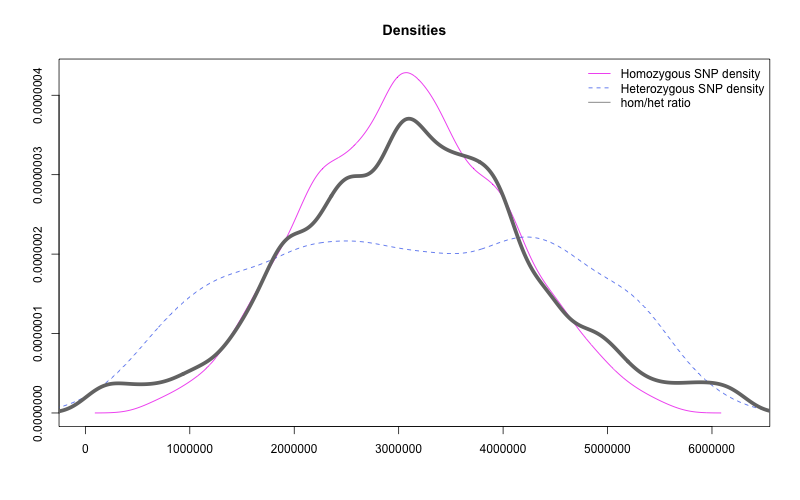 Densities
Homozygous SNP density
Heterozygous SNP density
hom/het ratio
0.0000004
0.0000003
0.0000002
0.0000001
0.0000000
0 1000000 2000000 3000000 4000000 5000000 6000000